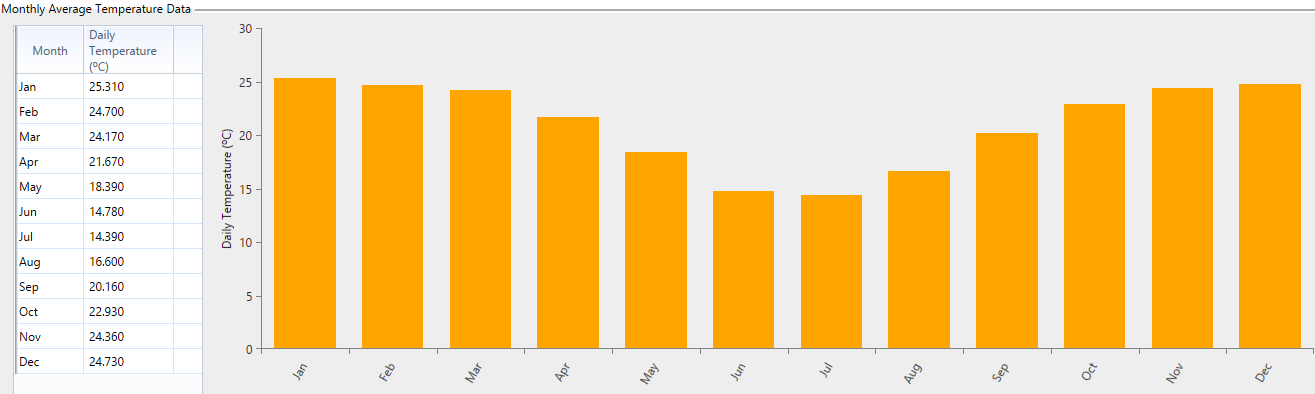 Monthly Average Temperature Data
Month
Daily
Temperature
(ºC)
Jan 25.310
Feb 24.700
Mar 24.170
Apr 21.670
May 18.390
Jun 14.780
Jul 14.390
Aug 16.600
Sep 20.160
Oct 22.930
Nov 24.360
Dec 24.730
Daily Temperature (ºC)
30
25
20
15
10
5
0
Jan Feb Mar Apr May Jun Jul Aug Sep Oct Nov Dec